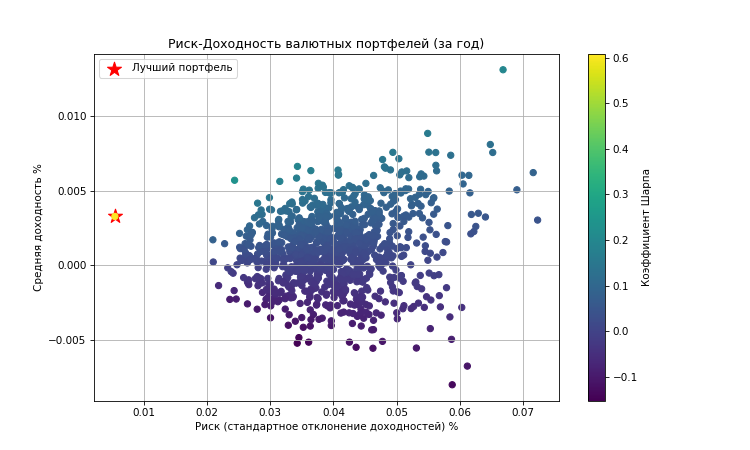 Риск-Доходность валютных портфелей (за год)
Лучший портфель
Средняя доходность %
0.010
0.005
0.000
−0.005
0.01 0.02 0.03 0.04 0.05 0.06 0.07
Риск (стандартное отклонение доходностей) %
0.6
0.5
0.4
0.3
0.2
0.1
0.0
−0.1
Коэффициент Шарпа